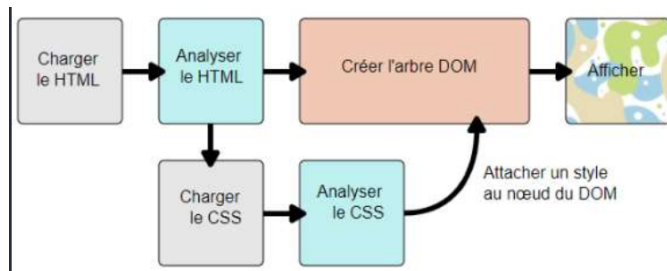 Charger
le HTML
Analyser
le HTML
Créer l'arbre DOM
Afficher
Charger
le CSS
Analyser
le CSS
Attacher un style
au nœud du DOM